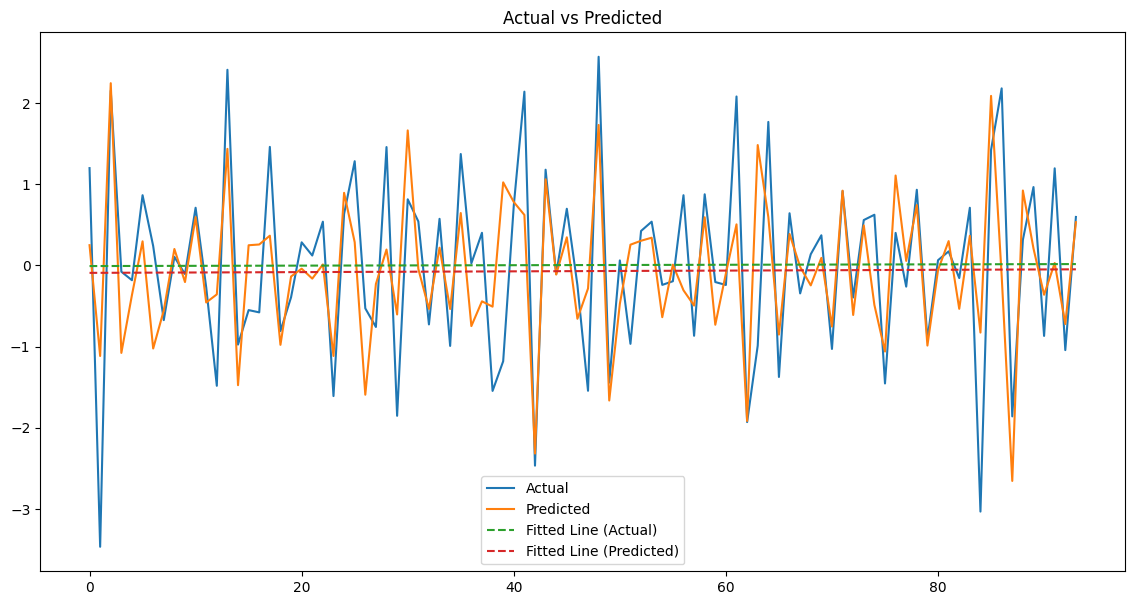 Actual vs Predicted
2
1
0
−1
−2
−3
Actual
Predicted
Fitted Line (Actual)
Fitted Line (Predicted)
0 20 40 60 80